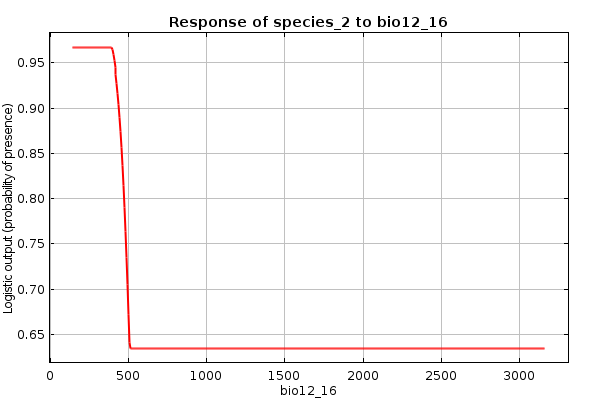 Response of species_2 to bio12_16
Logistic output (probability of presence)
0.95
0.90
0.85
0.80
0.75
0.70
0.65
0 500 1000 1500 2000 2500 3000
bio12_16